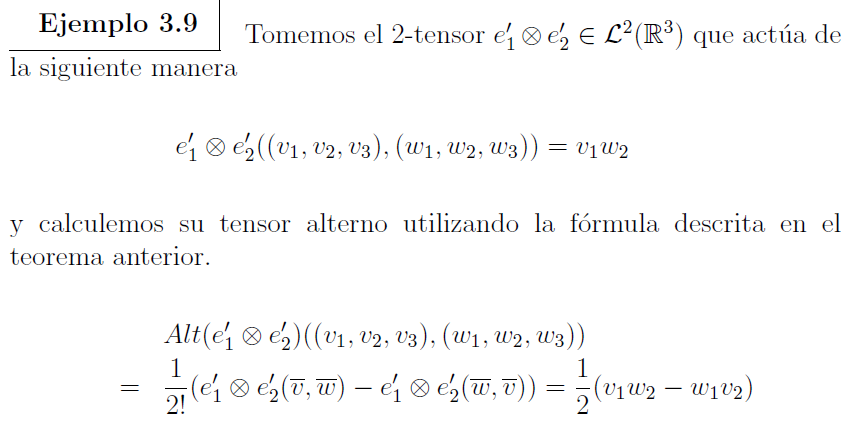 Ejemplo 3.9 Tomemos el 2-tensor e′₁ ⊗ e′₂ ∈ 𝓛²(ℝ³) que actúa de
la siguiente manera
e′₁ ⊗ e′₂((v₁, v₂, v₃), (w₁, w₂, w₃)) = v₁w₂
y calculemos su tensor alterno utilizando la fórmula descrita en el
teorema anterior.
Alt(e′₁ ⊗ e′₂)((v₁, v₂, v₃), (w₁, w₂, w₃))
= 1/2! (e′₁ ⊗ e′₂(v̅, w̅) − e′₁ ⊗ e′₂(w̅, v̅)) = 1/2 (v₁w₂ − w₁v₂)